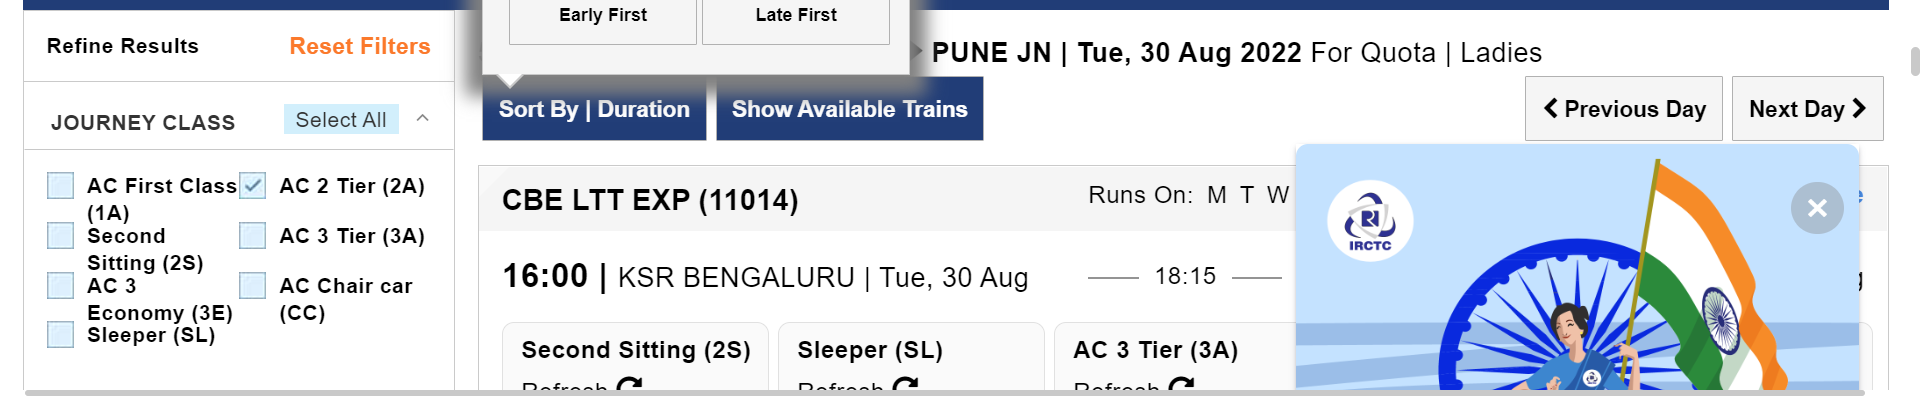 Early First
Late First
Refine Results
Reset Filters
PUNE JN | Tue, 30 Aug 2022 For Quota | Ladies
JOURNEY CLASS
Select All
Sort By | Duration
Show Available Trains
Previous Day
Next Day
AC First Class (1A)
AC 2 Tier (2A)
Second Sitting (2S)
AC 3 Tier (3A)
AC 3 Economy (3E)
AC Chair car (CC)
Sleeper (SL)
CBE LTT EXP (11014)
Runs On: M T W
IRCTC
16:00 | KSR BENGALURU | Tue, 30 Aug
18:15
Second Sitting (2S)
Sleeper (SL)
AC 3 Tier (3A)
Refresh
Refresh
Refresh